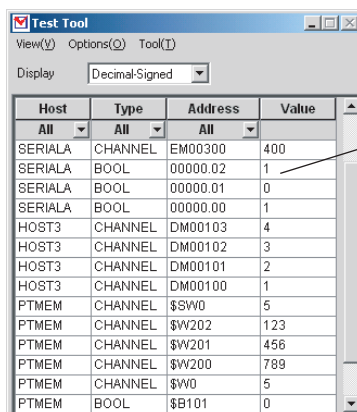 Test Tool
View(V) Options(O) Tool(T)
Display Decimal-Signed
Host Type Address Value
All All All
SERIALA CHANNEL EM00300 400
SERIALA BOOL 00000.02 1
SERIALA BOOL 00000.01 0
SERIALA BOOL 00000.00 1
HOST3 CHANNEL DM00103 4
HOST3 CHANNEL DM00102 3
HOST3 CHANNEL DM00101 2
HOST3 CHANNEL DM00100 1
PTMEM CHANNEL $SW0 5
PTMEM CHANNEL $W202 123
PTMEM CHANNEL $W201 456
PTMEM CHANNEL $W200 789
PTMEM CHANNEL $W0 5
PTMEM BOOL $B101 0